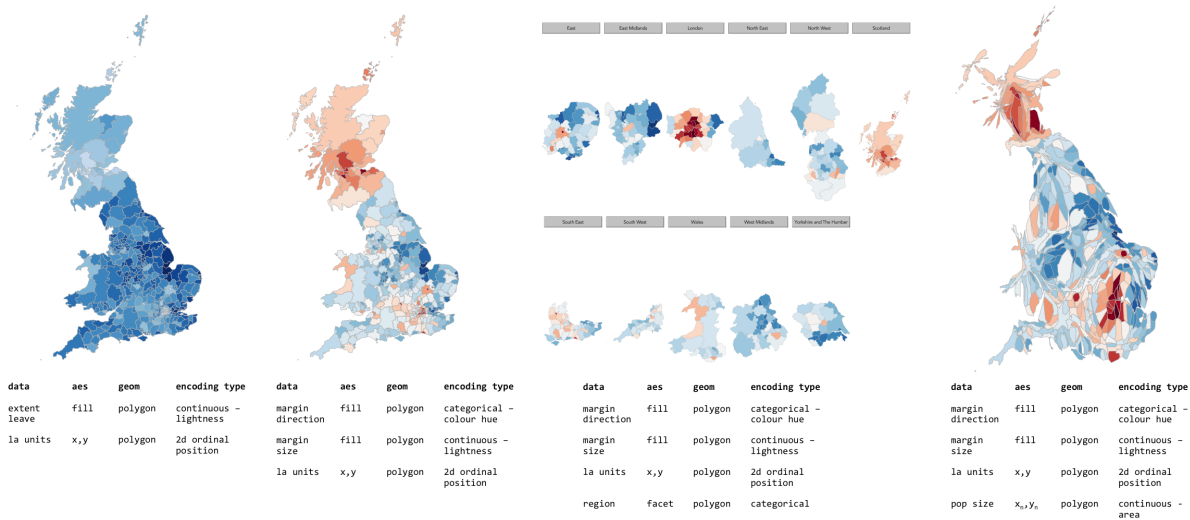 East East Midlands London North East North West Scotland
South East South West Wales West Midlands Yorkshire and The Humber
data aes geom encoding type
extent leave fill polygon continuous – lightness
la units x,y polygon 2d ordinal position
data aes geom encoding type
margin direction fill polygon categorical – colour hue
margin size fill polygon continuous – lightness
la units x,y polygon 2d ordinal position
data aes geom encoding type
margin direction fill polygon categorical – colour hue
margin size fill polygon continuous – lightness
la units x,y polygon 2d ordinal position
region facet polygon categorical
data aes geom encoding type
margin direction fill polygon categorical – colour hue
margin size fill polygon continuous – lightness
la units x,y polygon 2d ordinal position
pop size xn,yn polygon continuous - area